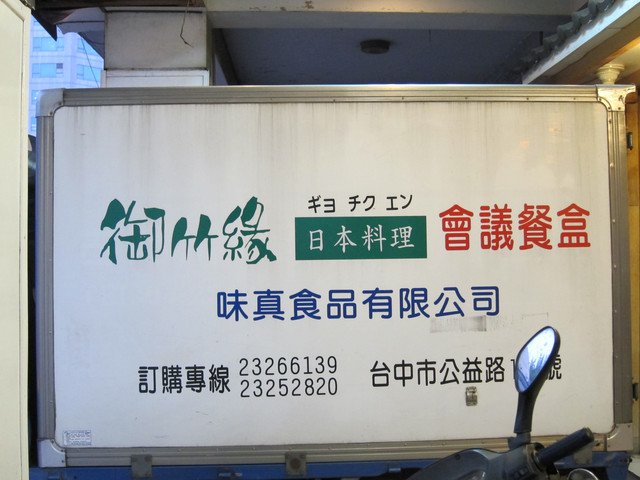 御竹緣
ギヨ チク エン
日本料理
會議餐盒
味真食品有限公司
訂購專線 23266139
23252820
台中市公益路1 號